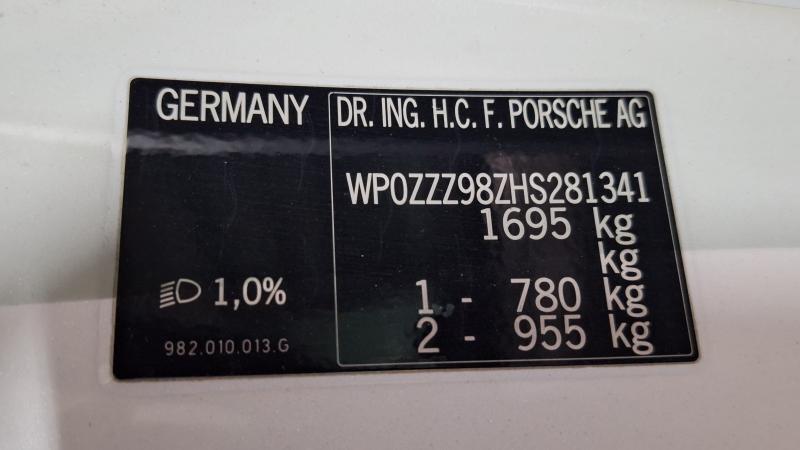 GERMANY
DR. ING. H.C. F. PORSCHE AG
WP0ZZZ98ZHS281341
1695 kg
kg
1 - 780 kg
2 - 955 kg
1,0%
982.010.013.G